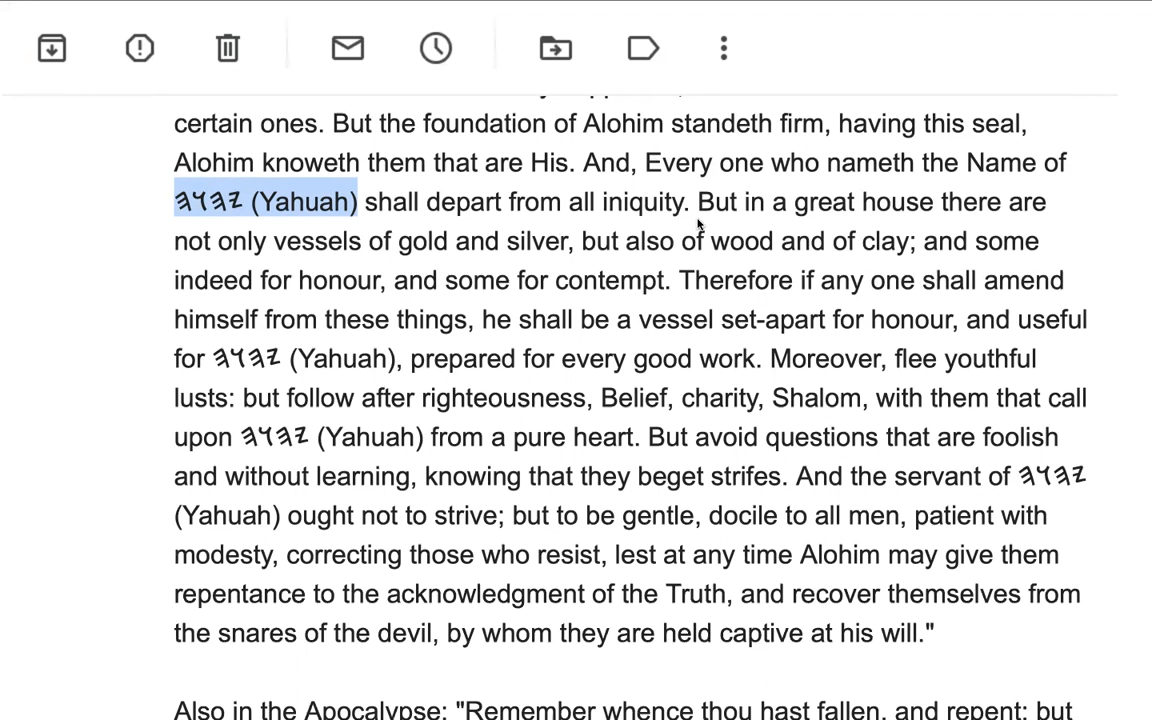 certain ones. But the foundation of Alohim standeth firm, having this seal,
Alohim knoweth them that are His. And, Every one who nameth the Name of
𐤉𐤄𐤅𐤄 (Yahuah) shall depart from all iniquity. But in a great house there are
not only vessels of gold and silver, but also of wood and of clay; and some
indeed for honour, and some for contempt. Therefore if any one shall amend
himself from these things, he shall be a vessel set-apart for honour, and useful
for 𐤉𐤄𐤅𐤄 (Yahuah), prepared for every good work. Moreover, flee youthful
lusts: but follow after righteousness, Belief, charity, Shalom, with them that call
upon 𐤉𐤄𐤅𐤄 (Yahuah) from a pure heart. But avoid questions that are foolish
and without learning, knowing that they beget strifes. And the servant of 𐤉𐤄𐤅𐤄
(Yahuah) ought not to strive; but to be gentle, docile to all men, patient with
modesty, correcting those who resist, lest at any time Alohim may give them
repentance to the acknowledgment of the Truth, and recover themselves from
the snares of the devil, by whom they are held captive at his will."
Also in the Apocalypse: "Remember whence thou hast fallen, and repent; but